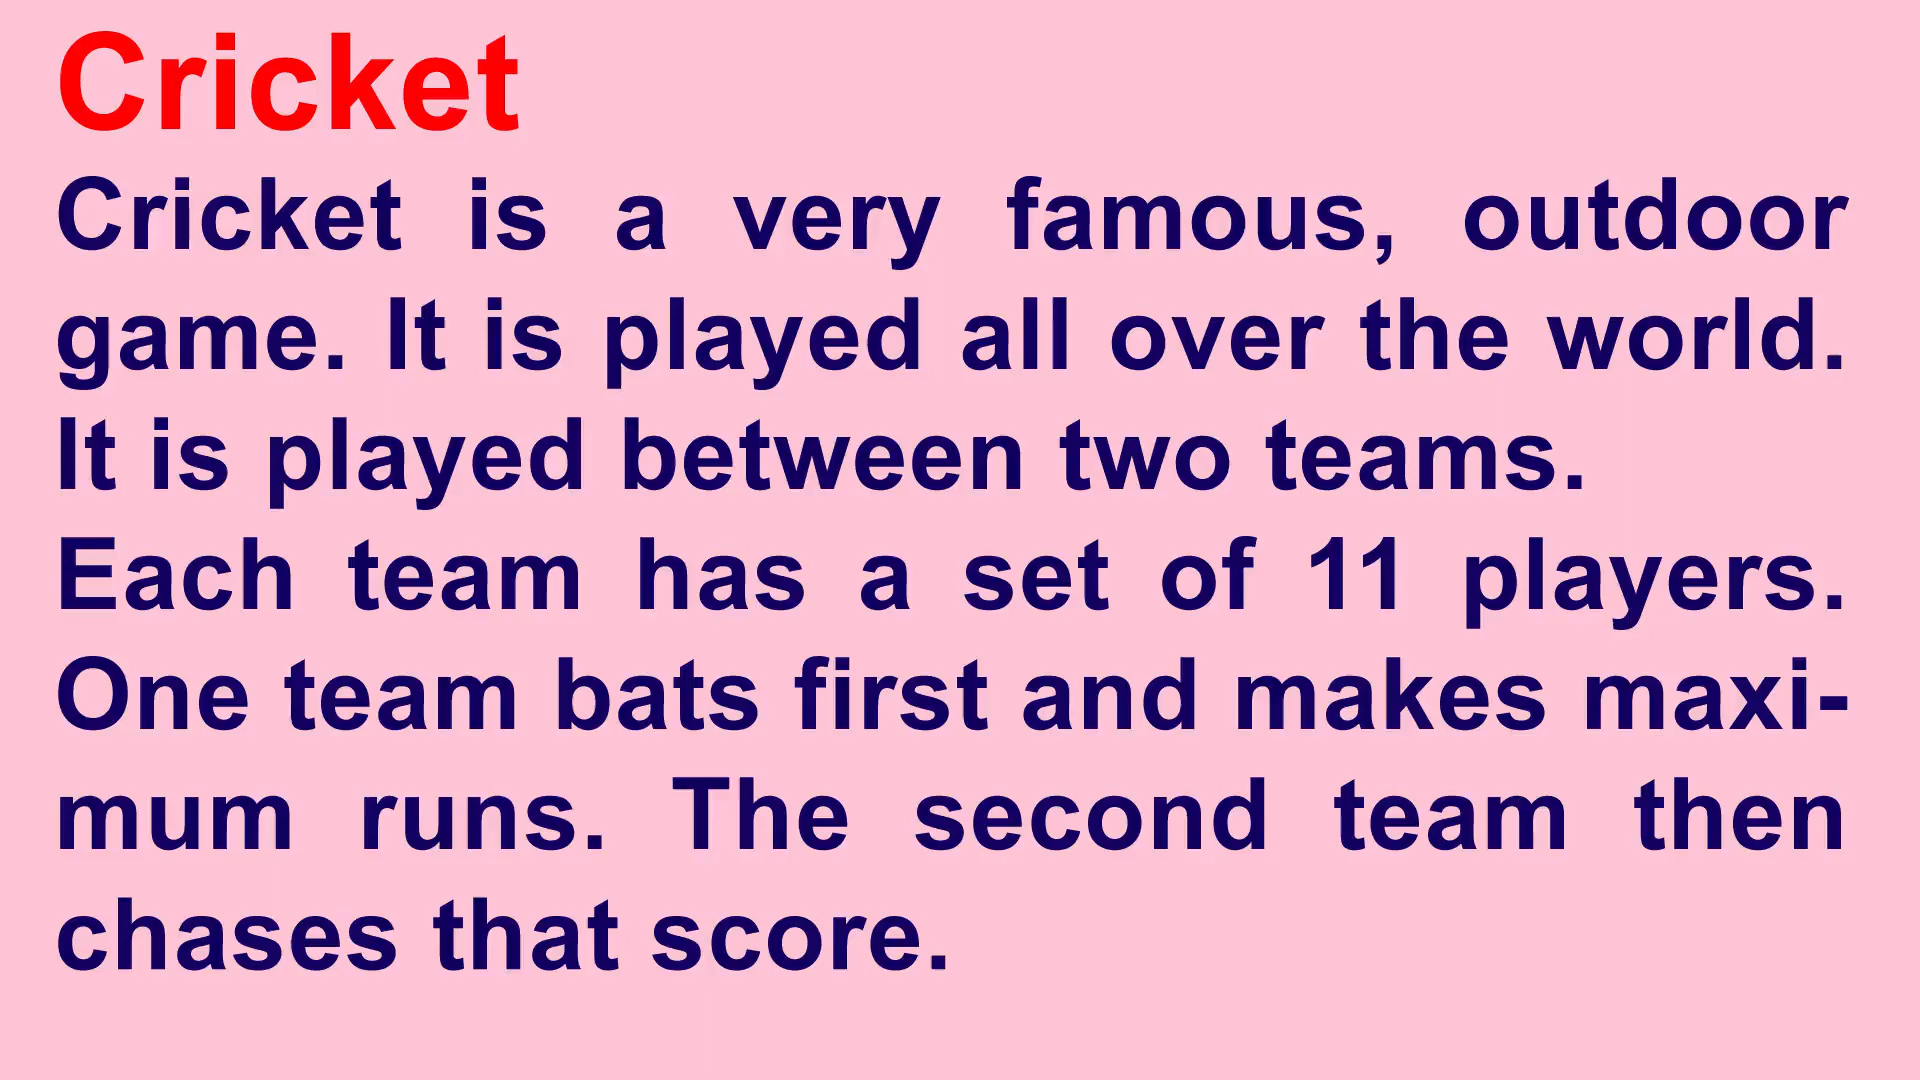 Cricket
Cricket is a very famous, outdoor
game. It is played all over the world.
It is played between two teams.
Each team has a set of 11 players.
One team bats first and makes maxi-
mum runs. The second team then
chases that score.